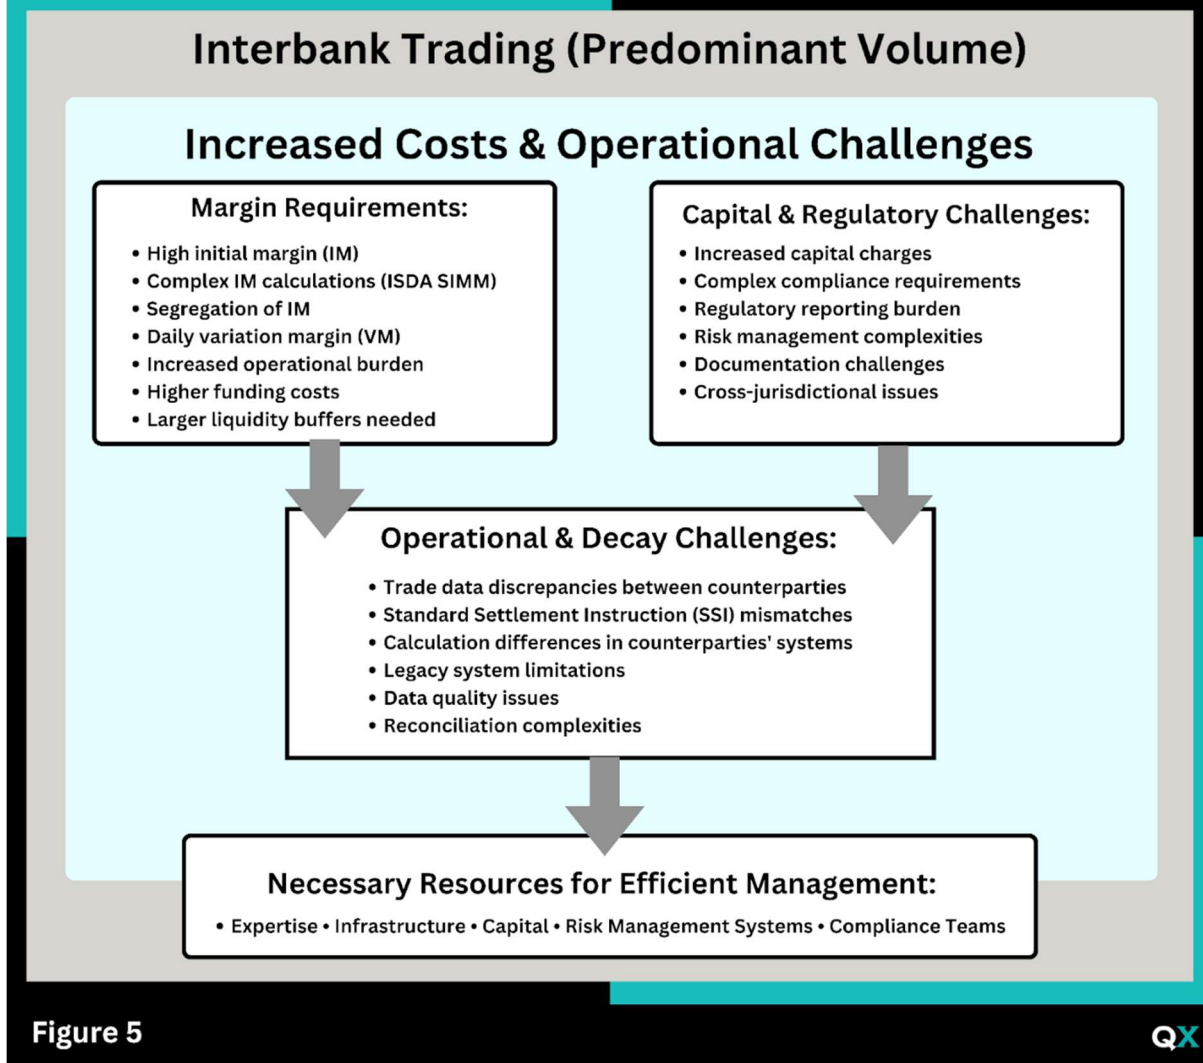 Interbank Trading (Predominant Volume)
Increased Costs & Operational Challenges
Margin Requirements:
• High initial margin (IM)
• Complex IM calculations (ISDA SIMM)
• Segregation of IM
• Daily variation margin (VM)
• Increased operational burden
• Higher funding costs
• Larger liquidity buffers needed
Capital & Regulatory Challenges:
• Increased capital charges
• Complex compliance requirements
• Regulatory reporting burden
• Risk management complexities
• Documentation challenges
• Cross-jurisdictional issues
Operational & Decay Challenges:
• Trade data discrepancies between counterparties
• Standard Settlement Instruction (SSI) mismatches
• Calculation differences in counterparties' systems
• Legacy system limitations
• Data quality issues
• Reconciliation complexities
Necessary Resources for Efficient Management:
• Expertise • Infrastructure • Capital • Risk Management Systems • Compliance Teams
Figure 5
QX